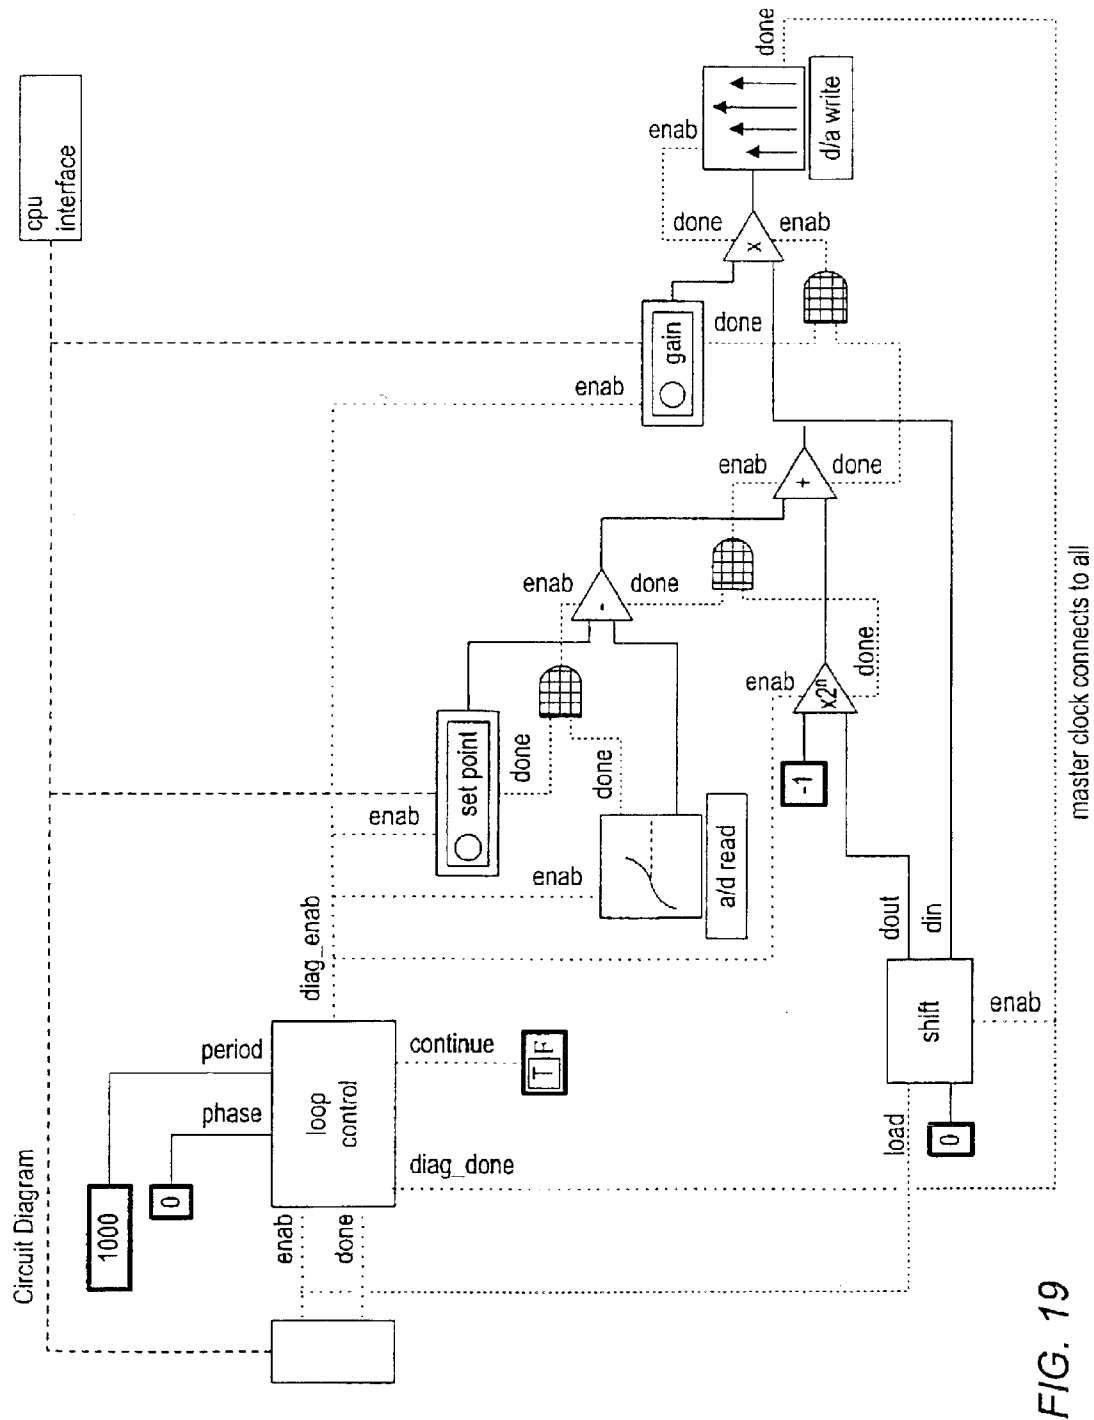 Circuit Diagram
cpu
interface
1000
0
period
phase
loop
control
enab
done
diag_enab
continue
T F
diag_done
enab
set point
done
enab
done
a/d read
enab
-
done
-1
enab
x2ⁿ
done
enab
+
done
enab
gain
done
done
x
enab
enab
done
d/a write
load
0
shift
dout
din
enab
master clock connects to all
FIG. 19